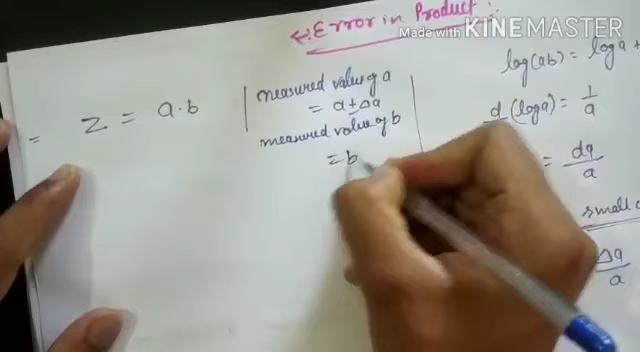 Error in Product :
Made with KINEMASTER
Z = a.b
measured value of a
= a ± Δa
measured value of b
= b
log(ab) = log a +
d (log a) = 1/a
= da/a
small
Δa/a